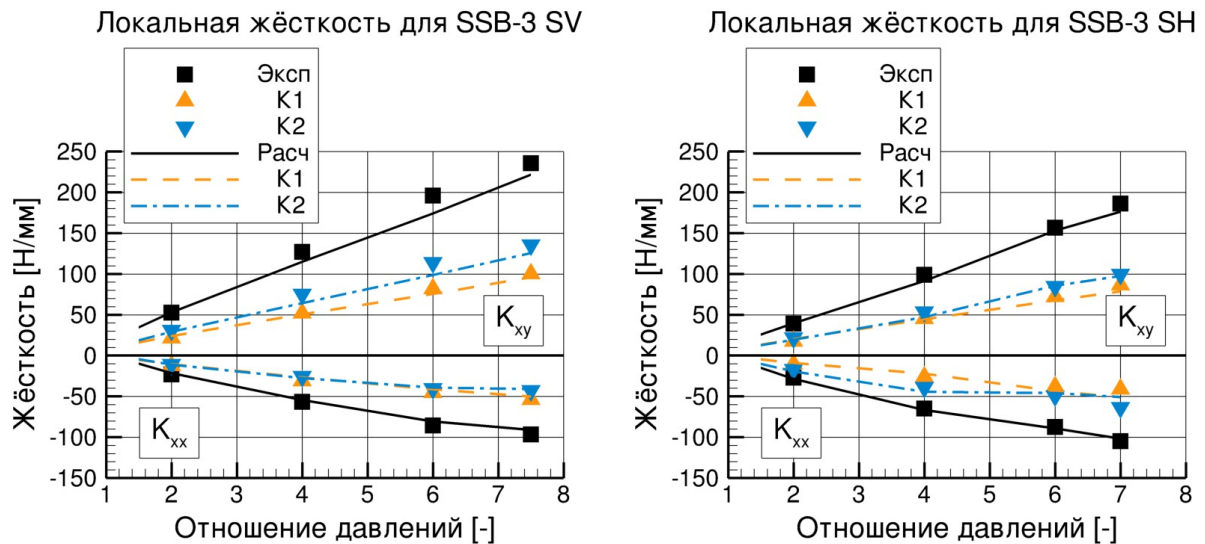 Локальная жёсткость для SSB-3 SV
Эксп
K1
K2
Расч
K1
K2
250
200
150
100
50
0
-50
-100
-150
Жёсткость [Н/мм]
Kxy
Kxx
1 2 3 4 5 6 7 8
Отношение давлений [-]
Локальная жёсткость для SSB-3 SH
Эксп
K1
K2
Расч
K1
K2
250
200
150
100
50
0
-50
-100
-150
Жёсткость [Н/мм]
Kxy
Kxx
1 2 3 4 5 6 7 8
Отношение давлений [-]